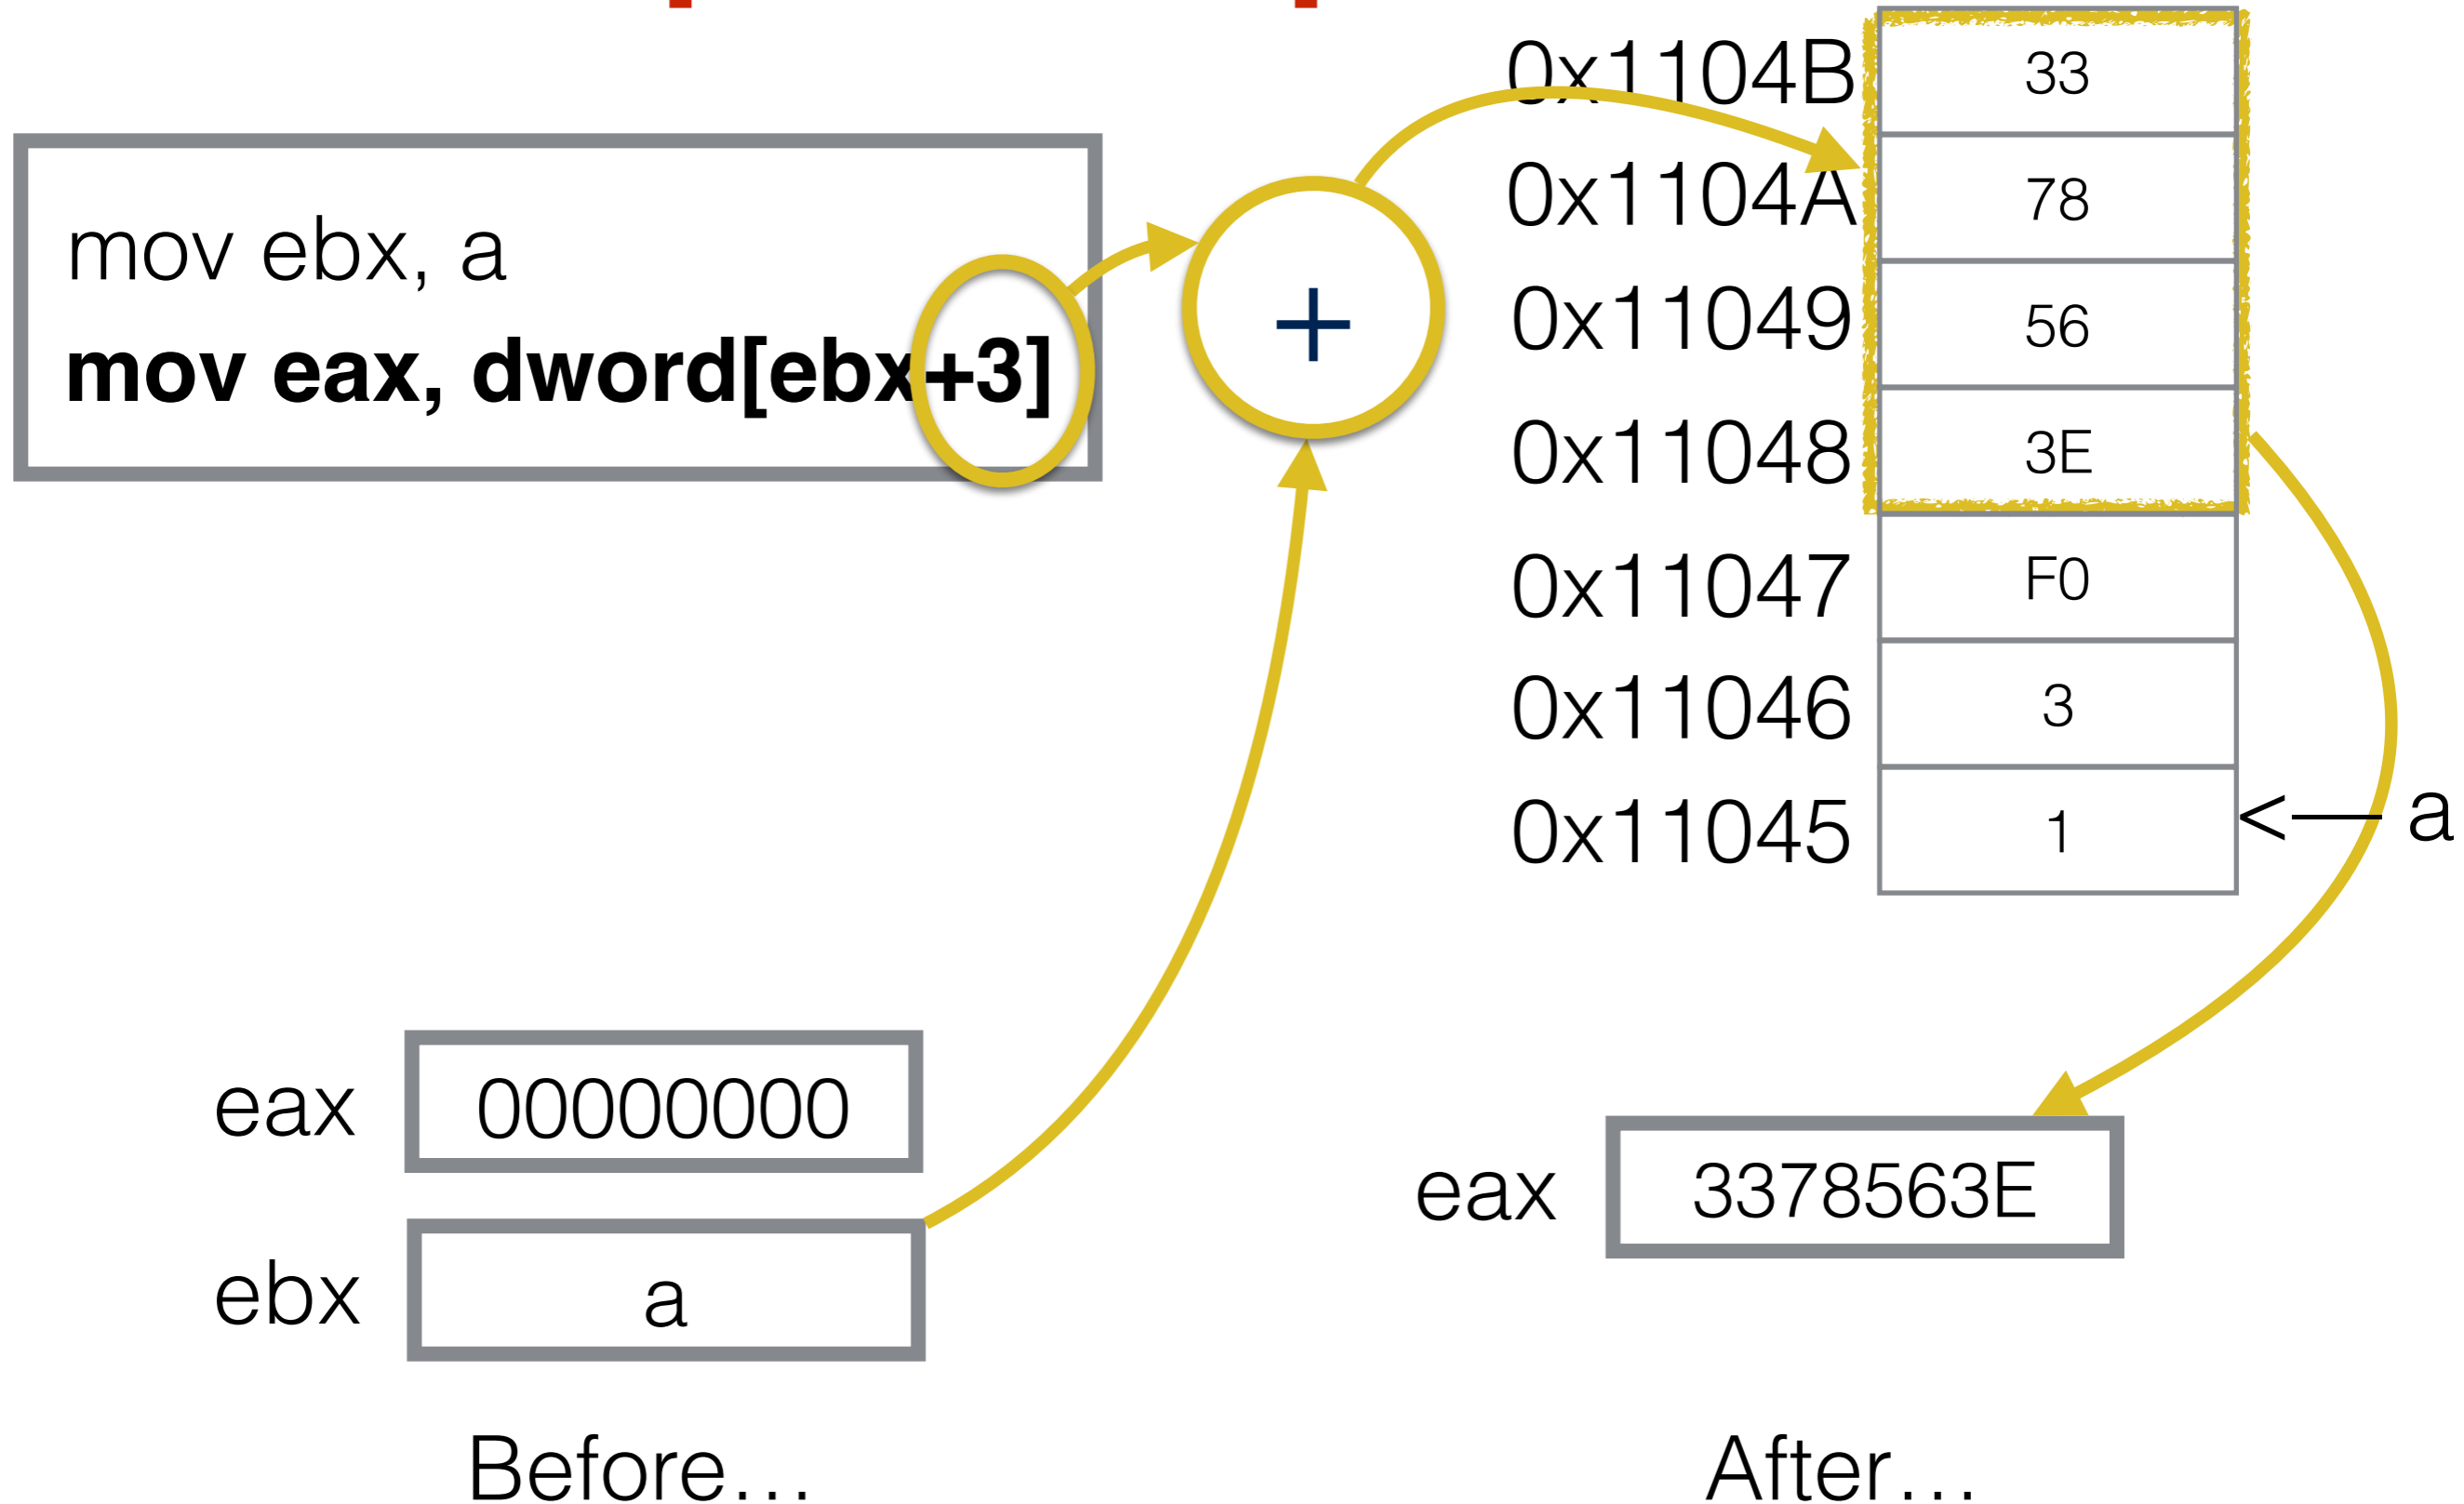 mov ebx, a
mov eax, dword[ebx+3]
+
0x1104B 33
0x1104A 78
0x11049 56
0x11048 3E
0x11047 F0
0x11046 3
0x11045 1 <— a
eax 00000000
ebx a
eax 3378563E
Before…
After…